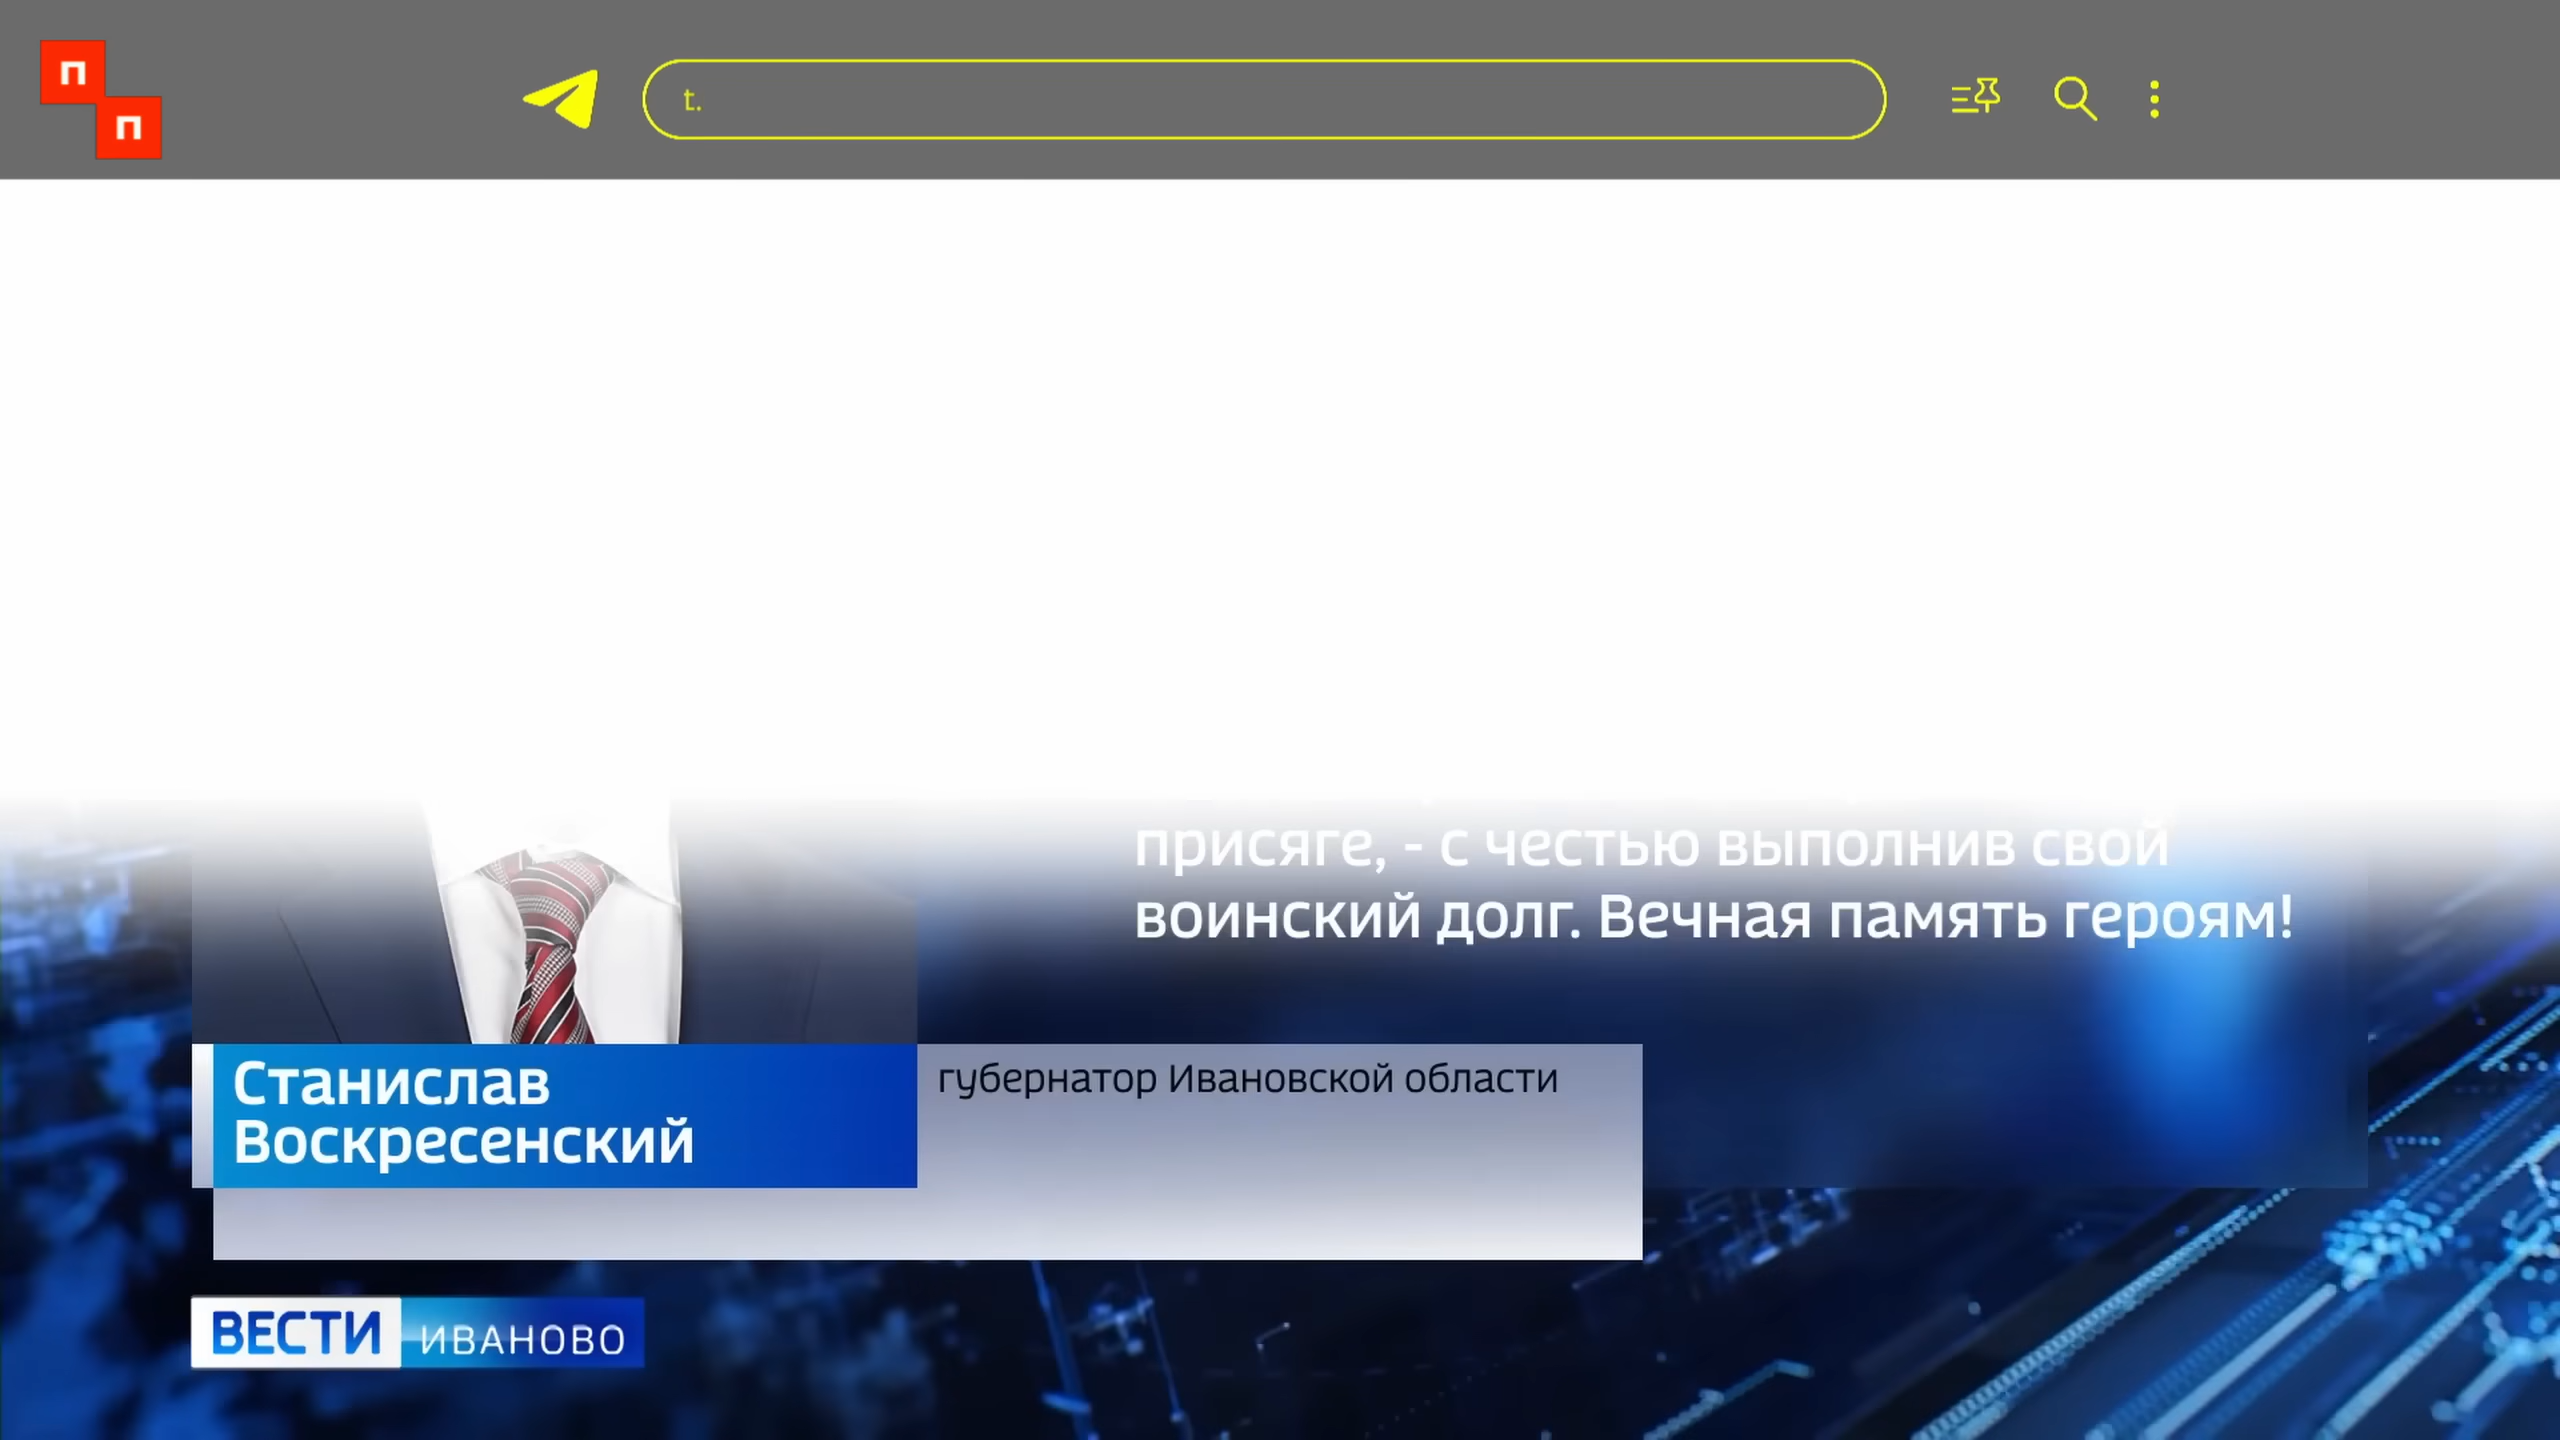 П
П
t.
присяге, - с честью выполнив свой
воинский долг. Вечная память героям!
Станислав
Воскресенский
губернатор Ивановской области
ВЕСТИ ИВАНОВО